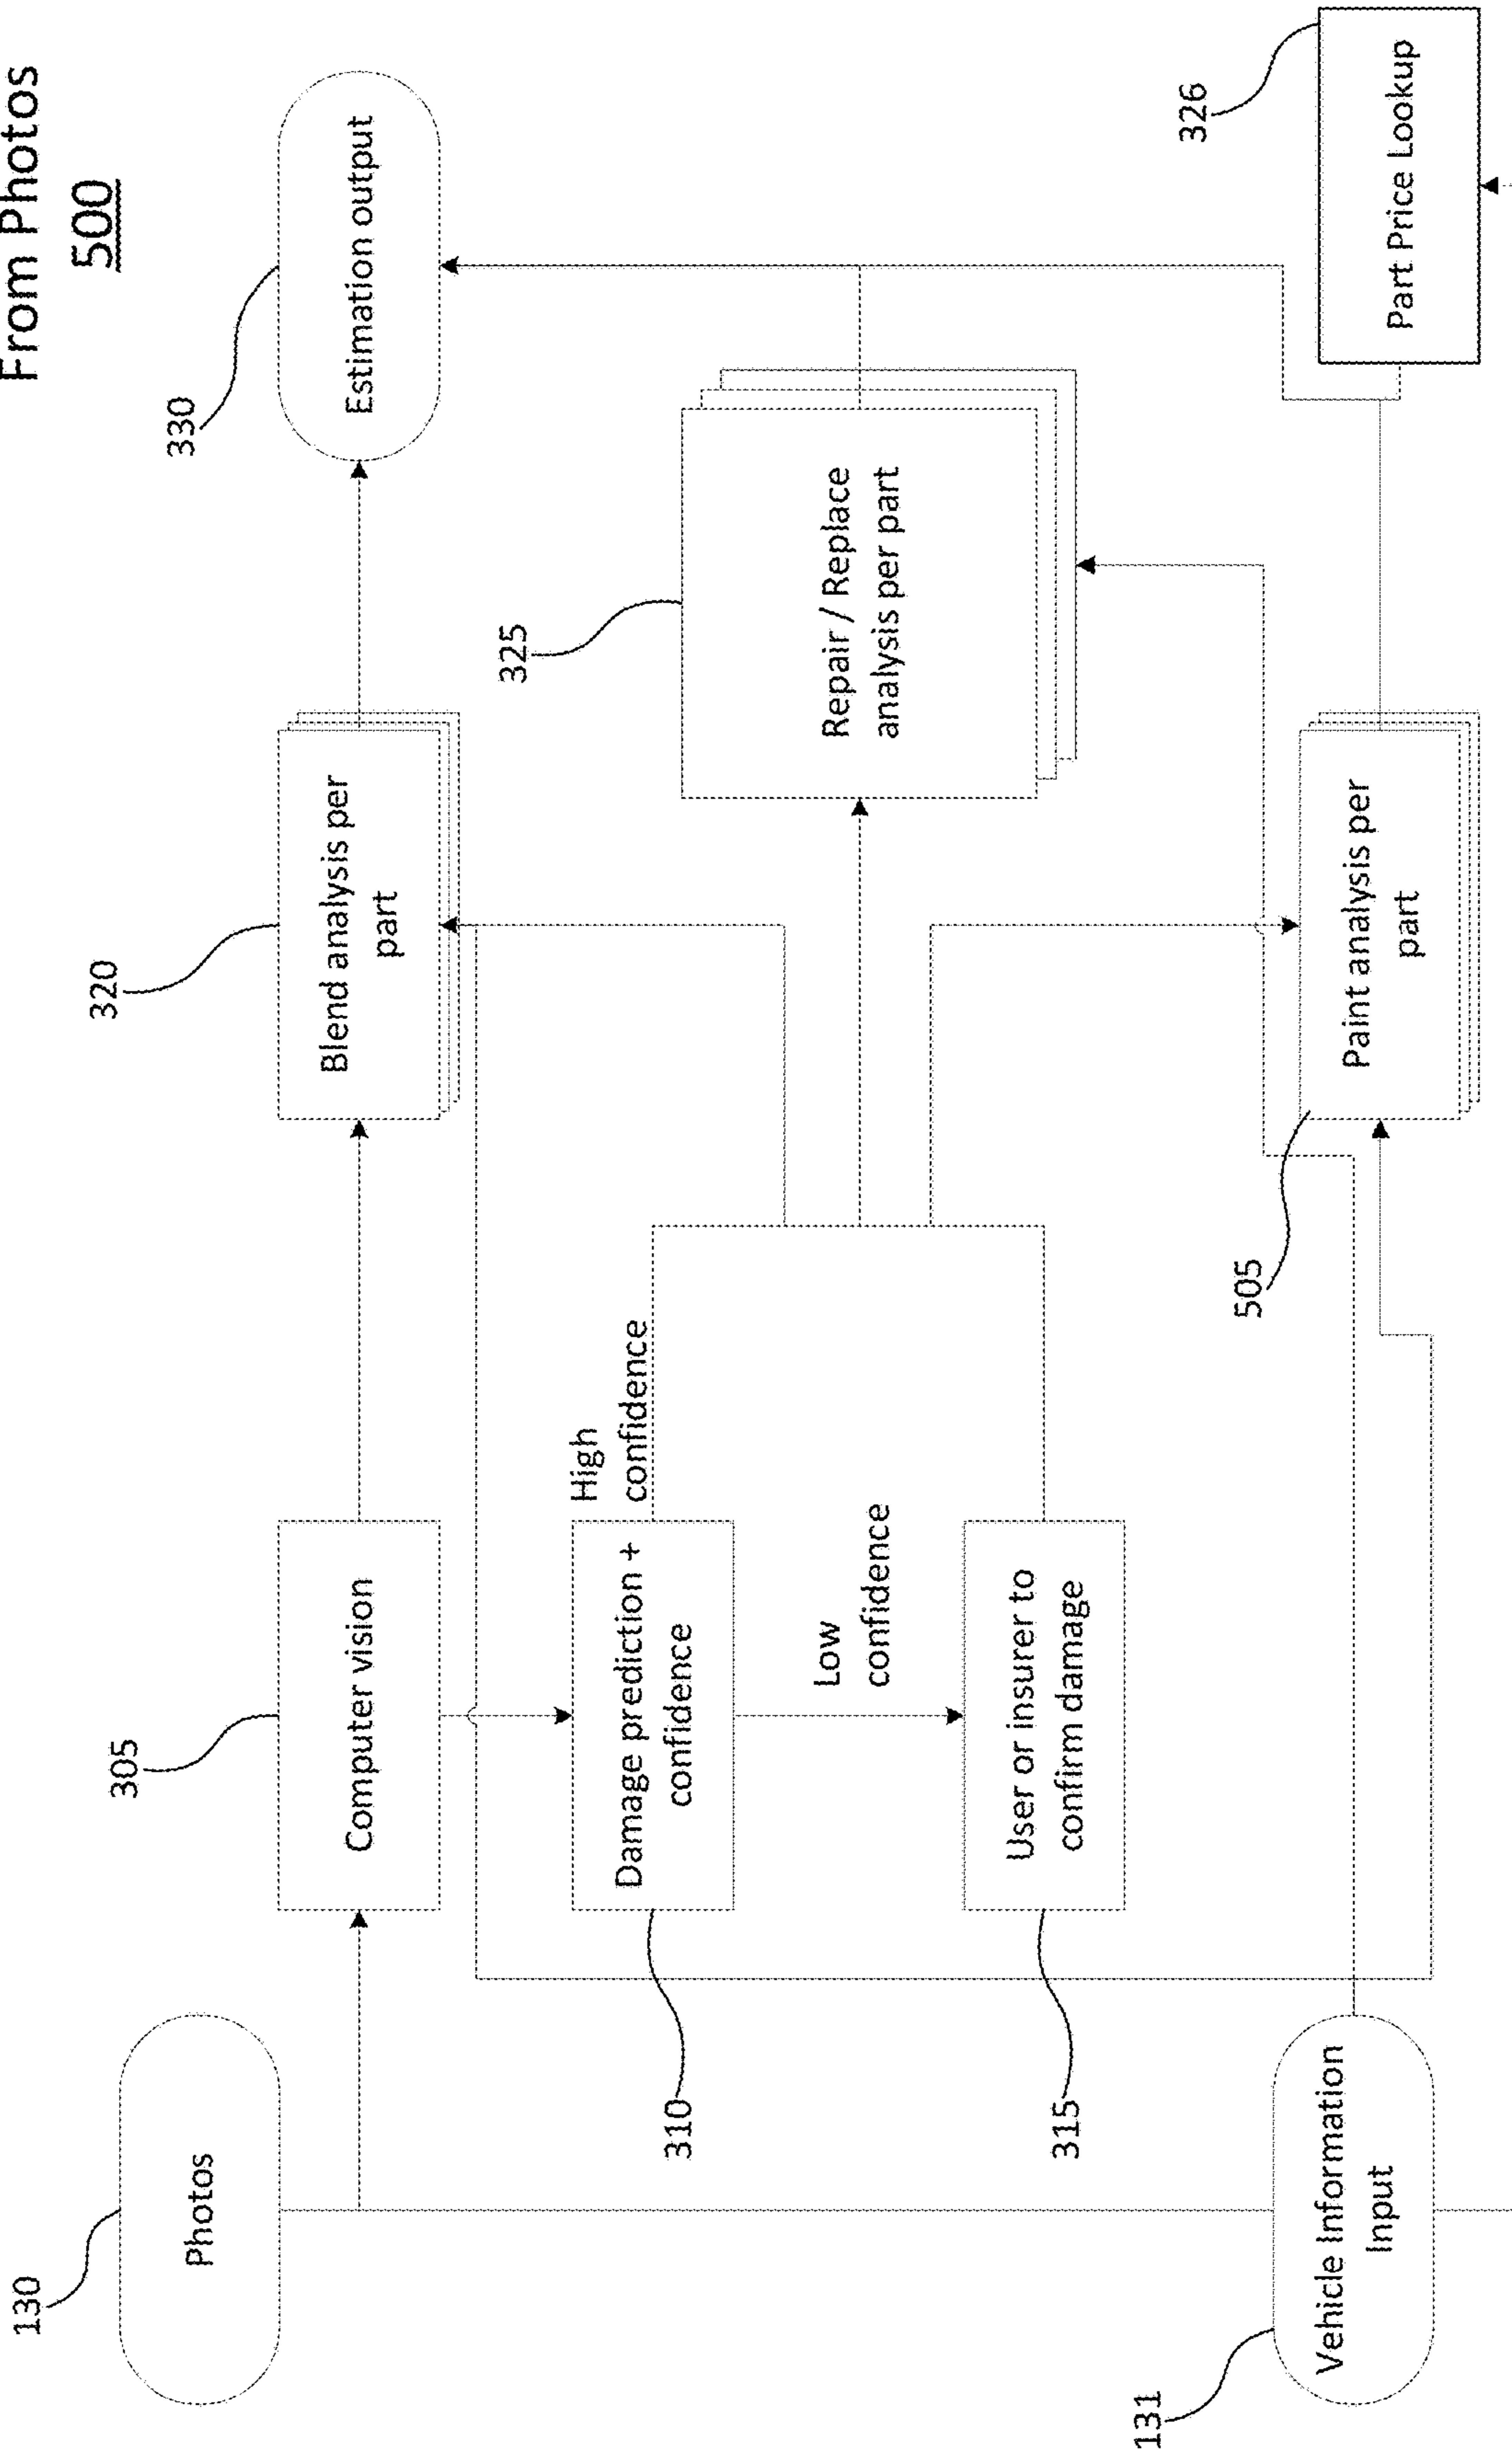 From Photos
500
130
Photos
305
Computer vision
320
Blend analysis per
part
330
Estimation output
310
Damage prediction +
confidence
High
confidence
Low
confidence
315
User or insurer to
confirm damage
325
Repair / Replace
analysis per part
131
Vehicle Information
Input
505
Paint analysis per
part
326
Part Price Lookup